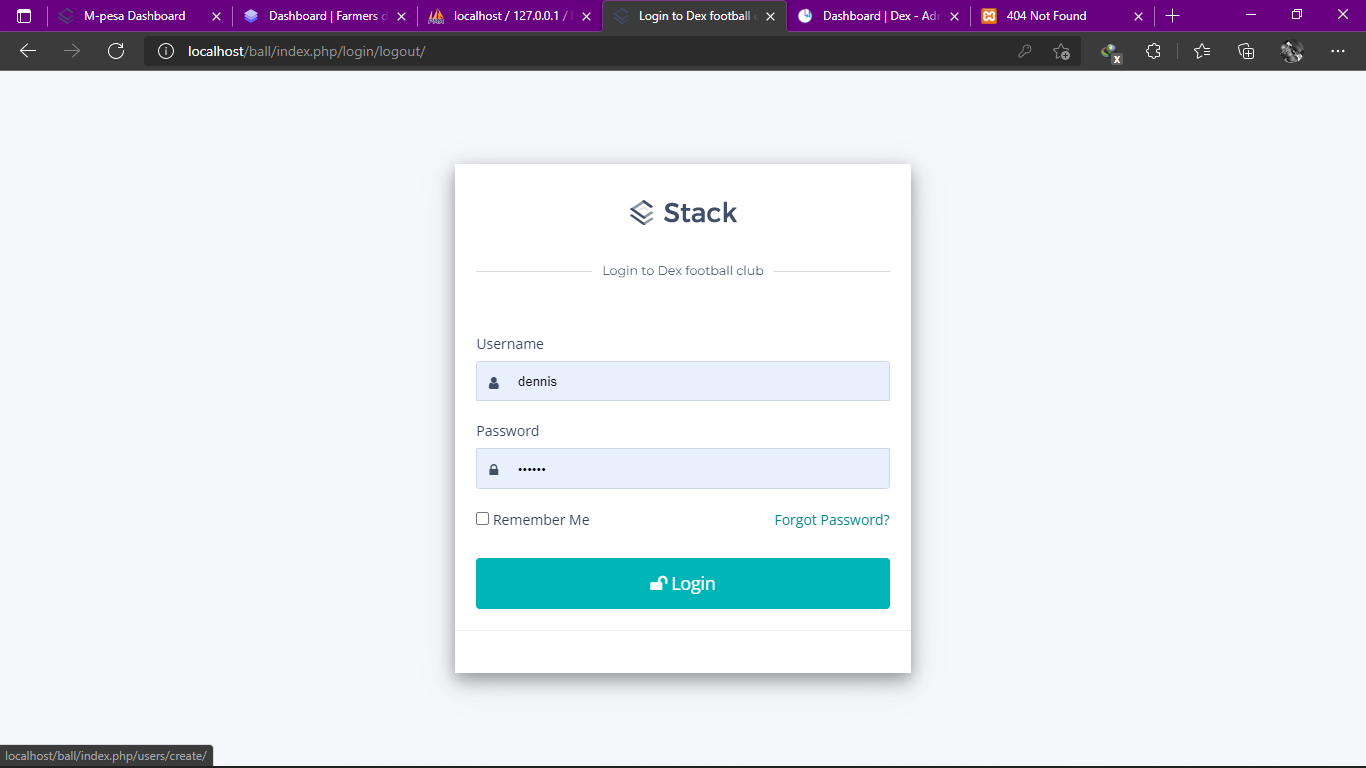 M-pesa Dashboard
Dashboard | Farmers
localhost / 127.0.0.1 /
Login to Dex football
Dashboard | Dex - Ad
404 Not Found
localhost/ball/index.php/login/logout/
x
Stack
Login to Dex football club
Username
dennis
Password
••••••
Remember Me
Forgot Password?
Login
localhost/ball/index.php/users/create/